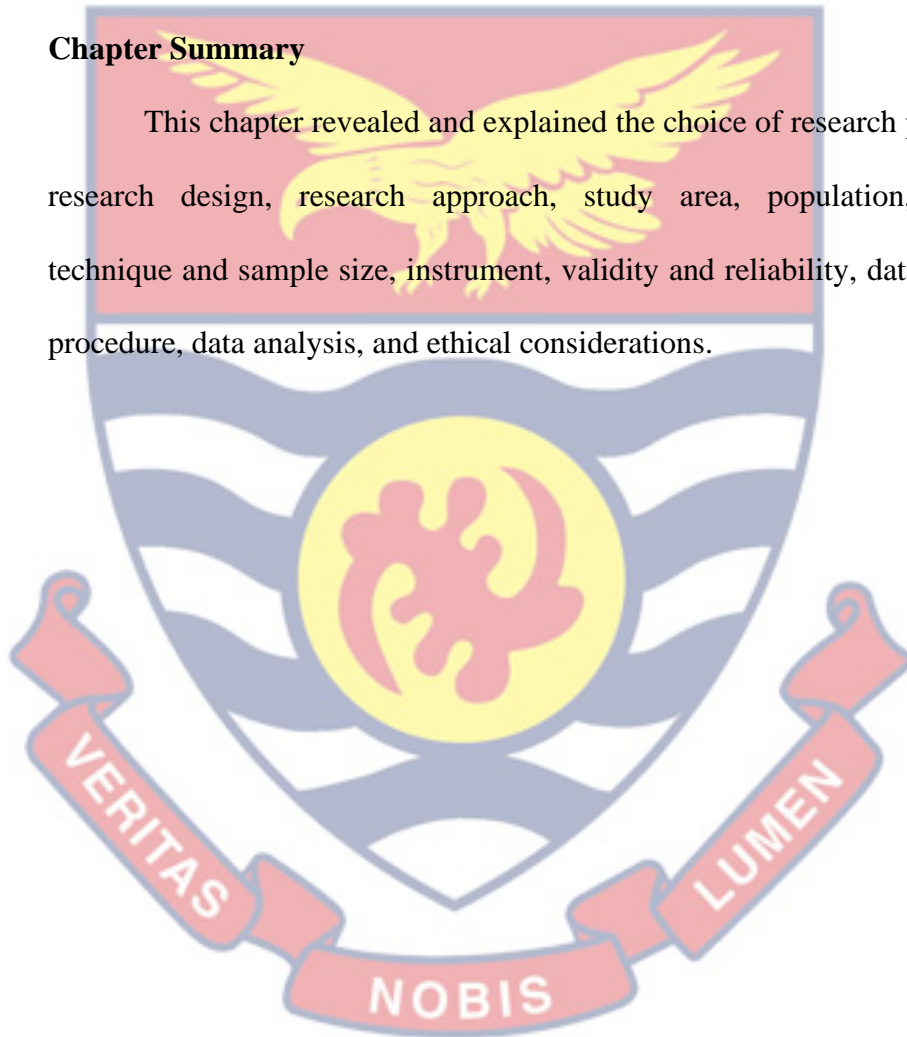 Chapter Summary
This chapter revealed and explained the choice of research
research design, research approach, study area, population,
technique and sample size, instrument, validity and reliability,
procedure, data analysis, and ethical considerations.
VERITAS
NOBIS
LUMEN